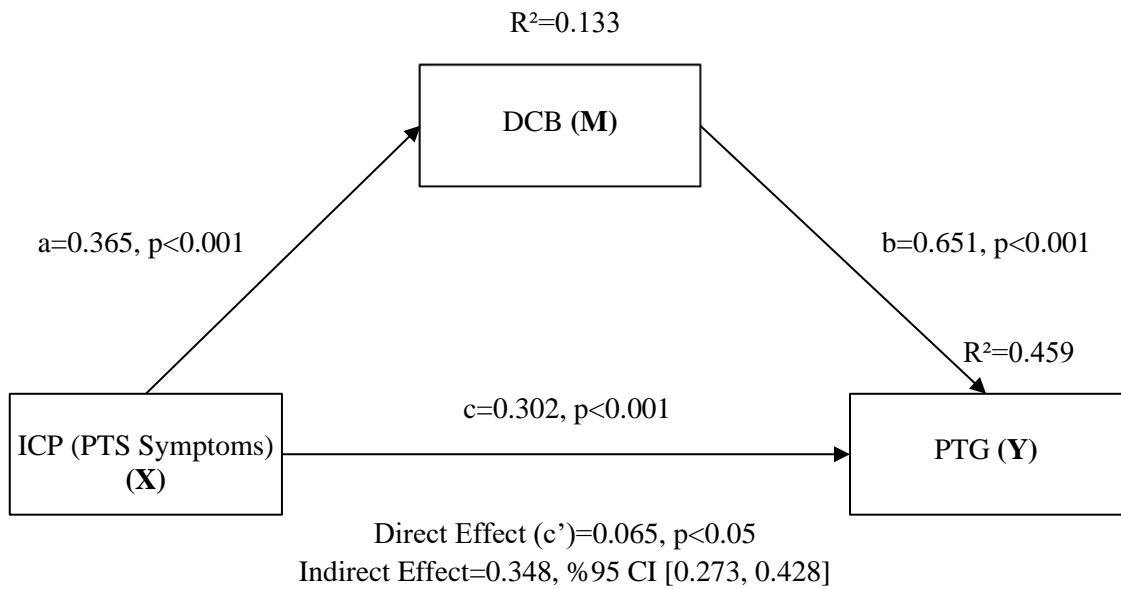 R²=0.133
DCB (M)
a=0.365, p<0.001
b=0.651, p<0.001
R²=0.459
c=0.302, p<0.001
ICP (PTS Symptoms)
(X)
PTG (Y)
Direct Effect (c’)=0.065, p<0.05
Indirect Effect=0.348, %95 CI [0.273, 0.428]